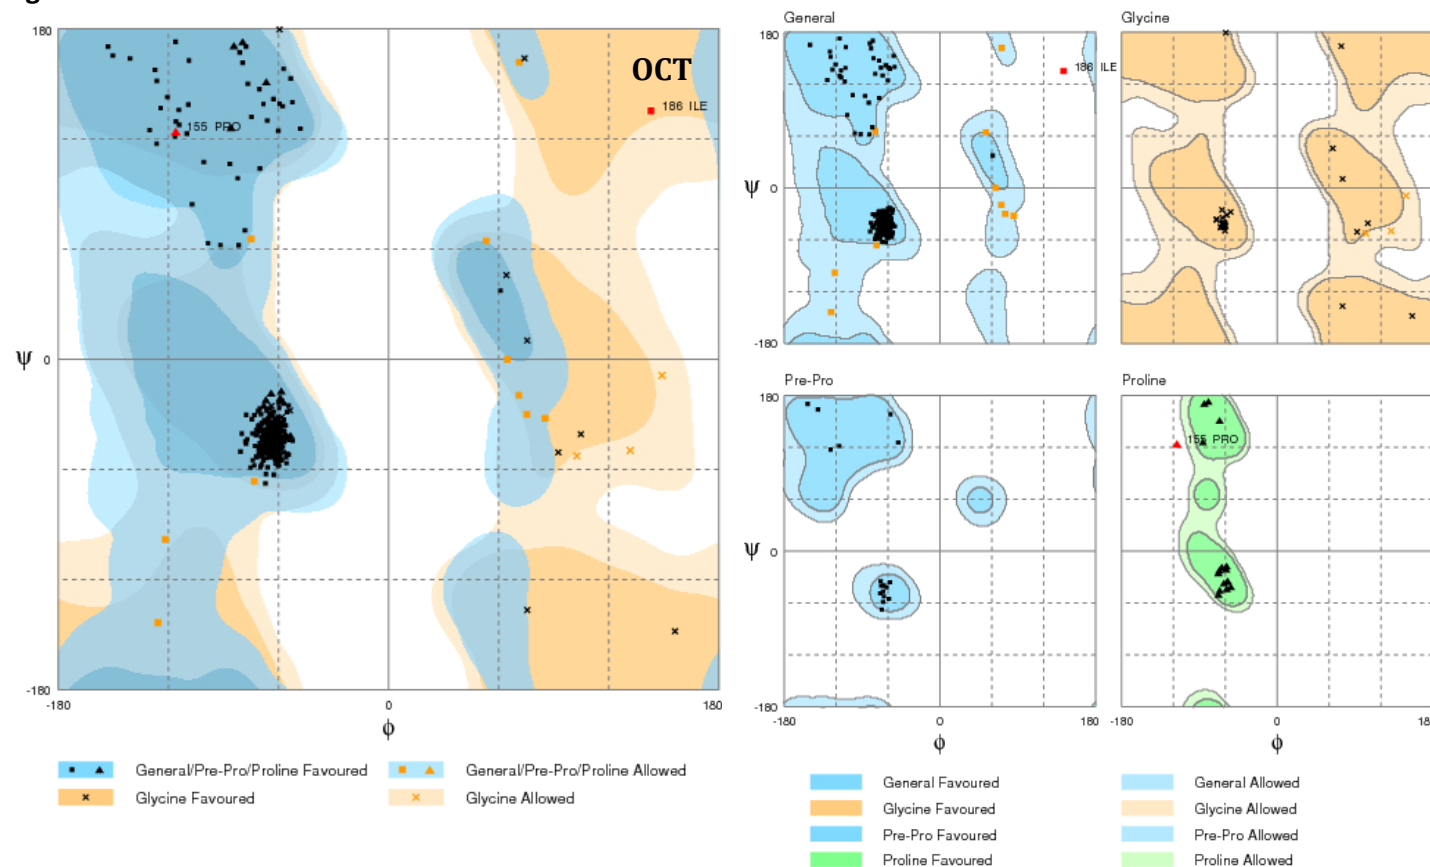 180
OCT
186 ILE
155 PRO
ψ 0
-180
-180 0 180
ϕ
General/Pre-Pro/Proline Favoured
General/Pre-Pro/Proline Allowed
Glycine Favoured
Glycine Allowed
General
180
186 ILE
ψ 0
-180
Glycine
Pre-Pro
180
ψ 0
-180
-180 0 180
ϕ
Proline
155 PRO
-180 0
ϕ
General Favoured
General Allowed
Glycine Favoured
Glycine Allowed
Pre-Pro Favoured
Pre-Pro Allowed
Proline Favoured
Proline Allowed